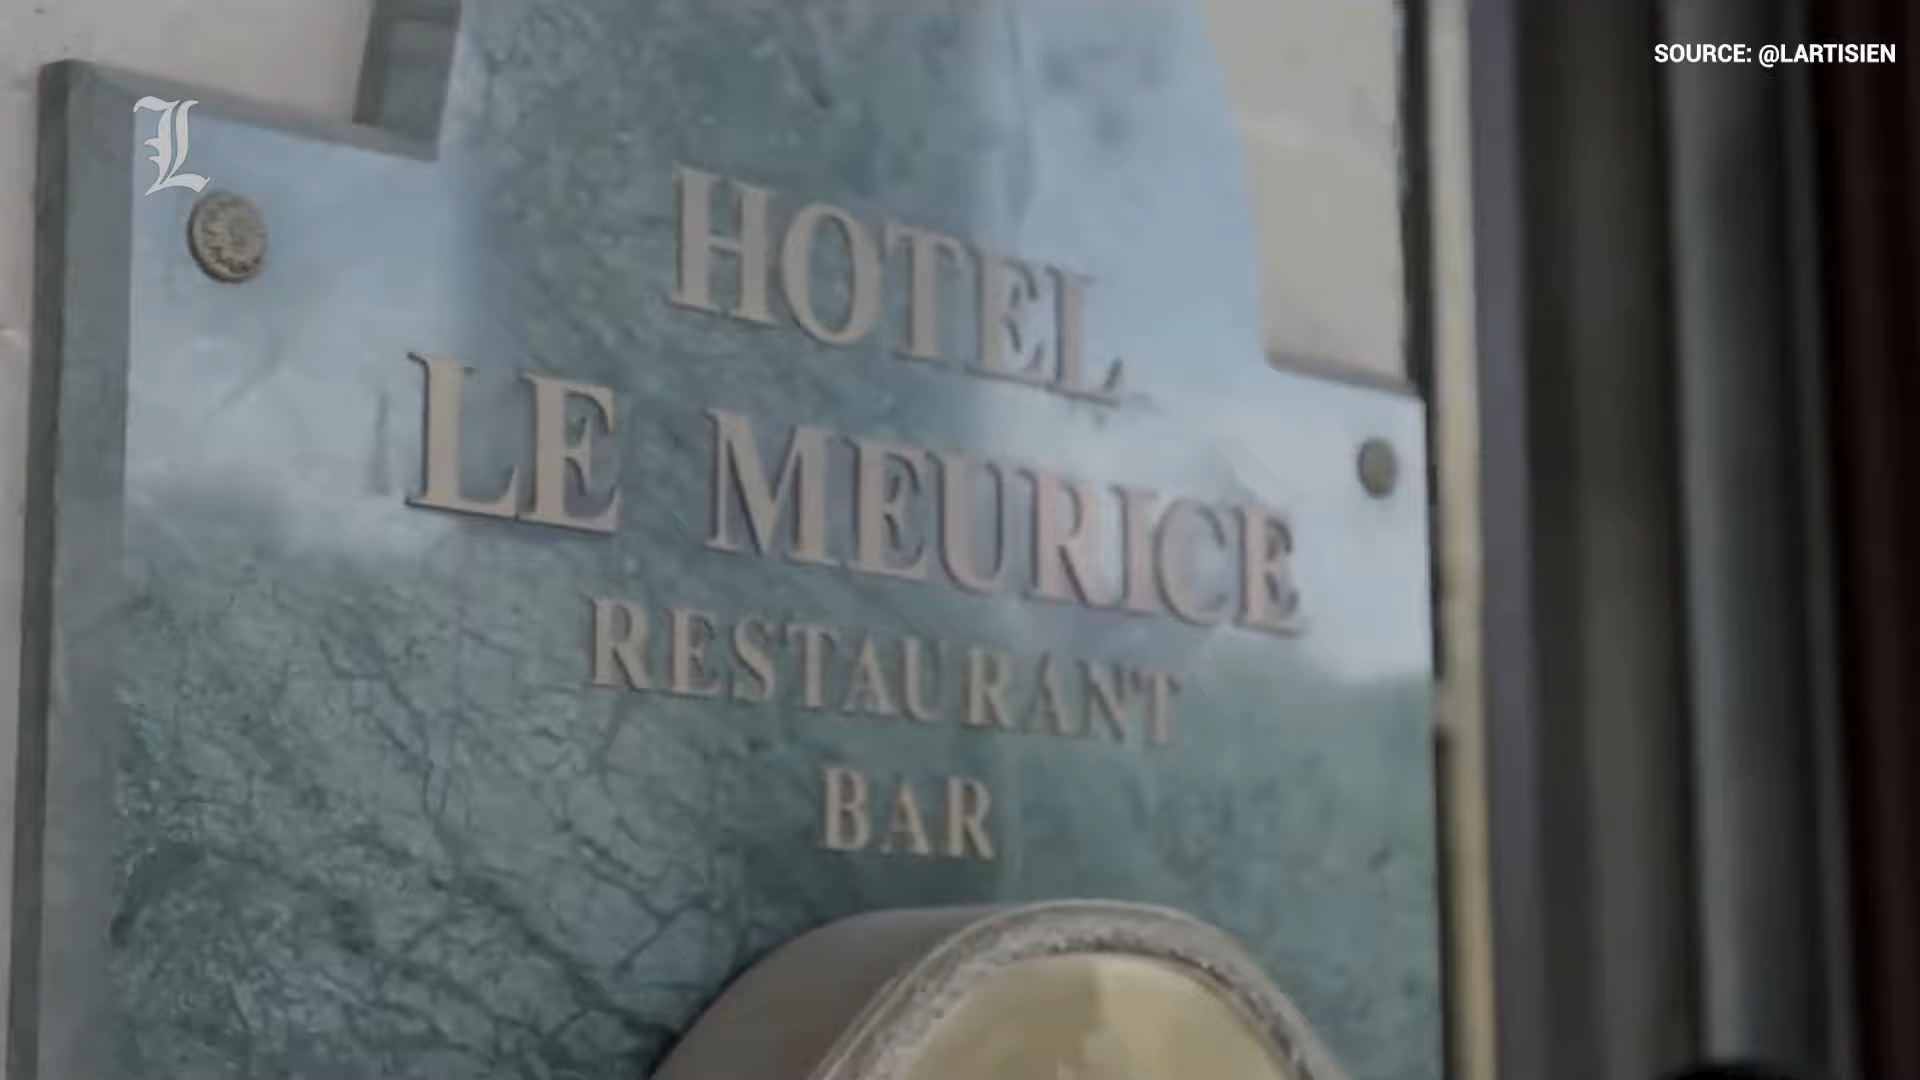 SOURCE: @LARTISIEN
L
HOTEL
LE MEURICE
RESTAURANT
BAR